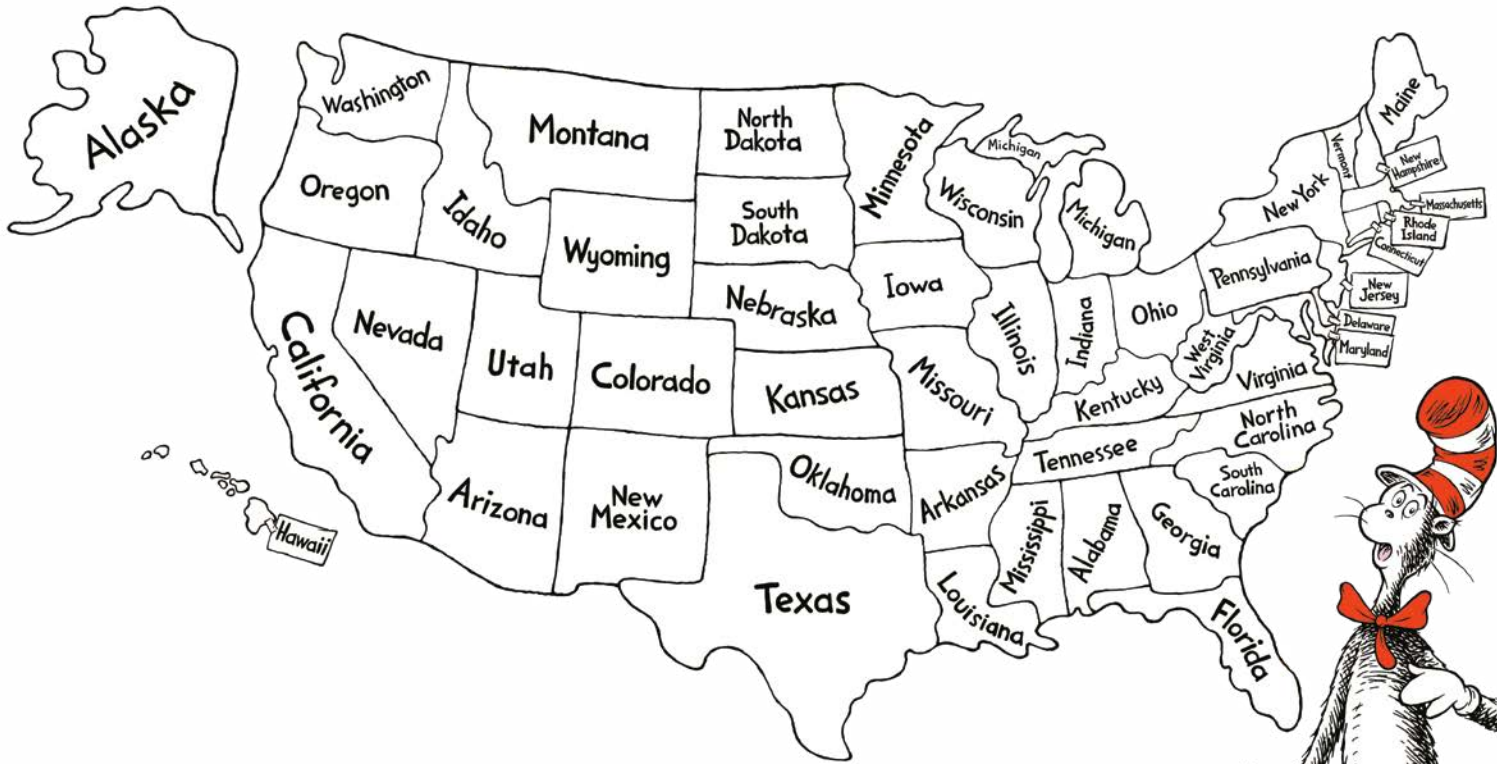 Alaska
Washington
Oregon
California
Nevada
Idaho
Montana
Wyoming
Utah
Colorado
Arizona
New
Mexico
North
Dakota
South
Dakota
Nebraska
Kansas
Oklahoma
Texas
Minnesota
Iowa
Missouri
Arkansas
Louisiana
Wisconsin
Michigan
Michigan
Illinois
Indiana
Ohio
Kentucky
Tennessee
Mississippi
Alabama
Georgia
Florida
South
Carolina
North
Carolina
Virginia
West
Virginia
Pennsylvania
New York
Vermont
Maine
New
Hampshire
Massachusetts
Rhode
Island
Connecticut
New
Jersey
Delaware
Maryland
Hawaii